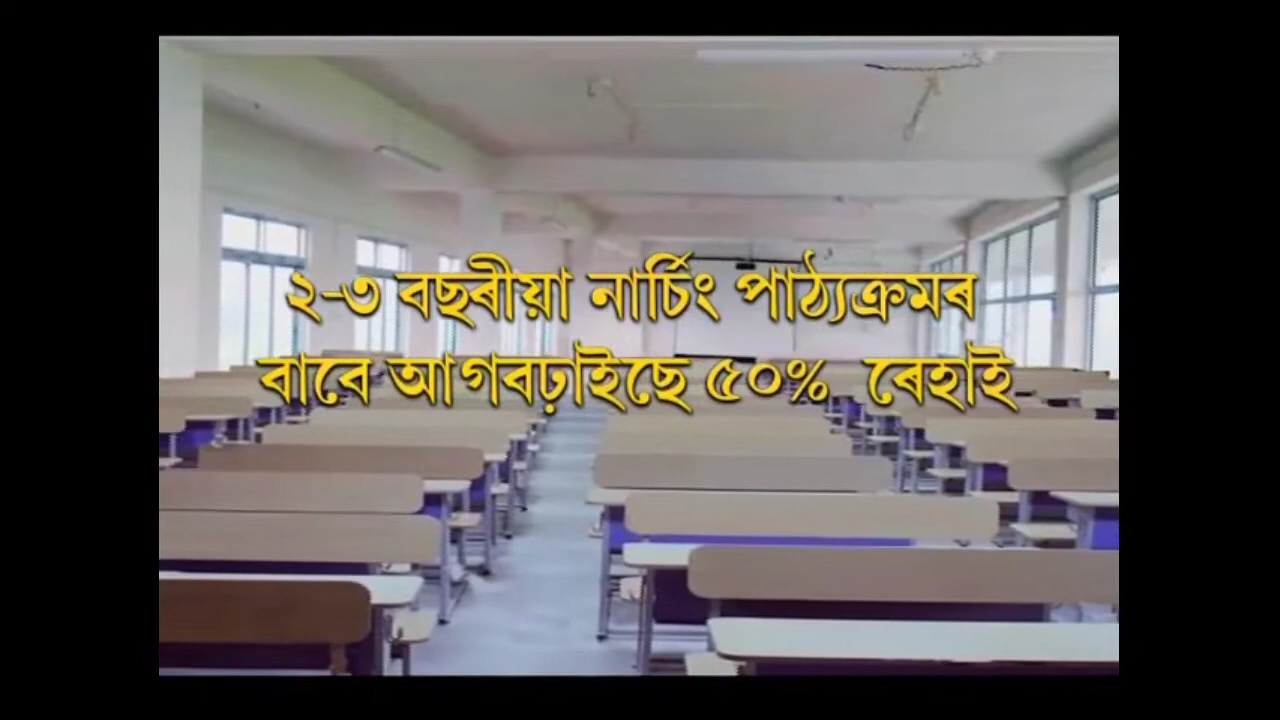 ২-৩ বছৰীয়া নাৰ্চিং পাঠ্যক্ৰমৰ
বাবে আগবঢ়াইছে ৫০% ৰেহাই